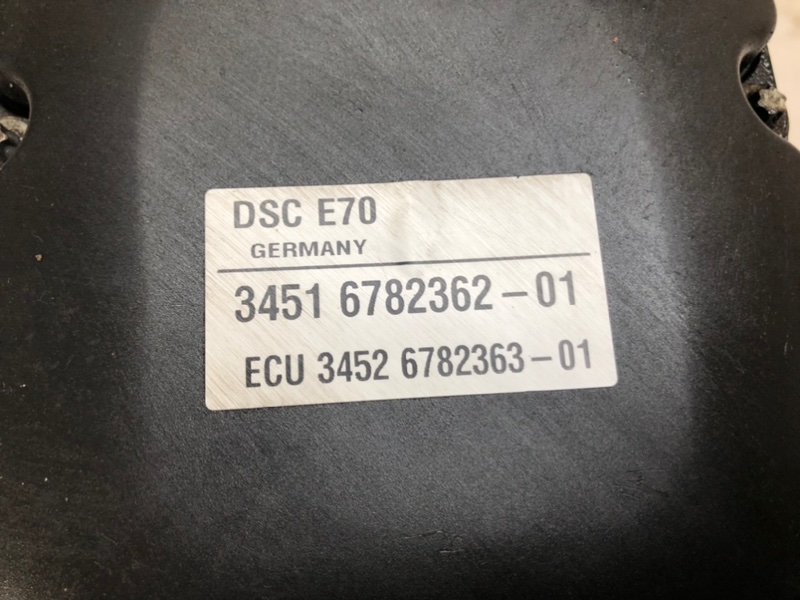 DSC E70
GERMANY
3451 6782362-01
ECU 3452 6782363-01